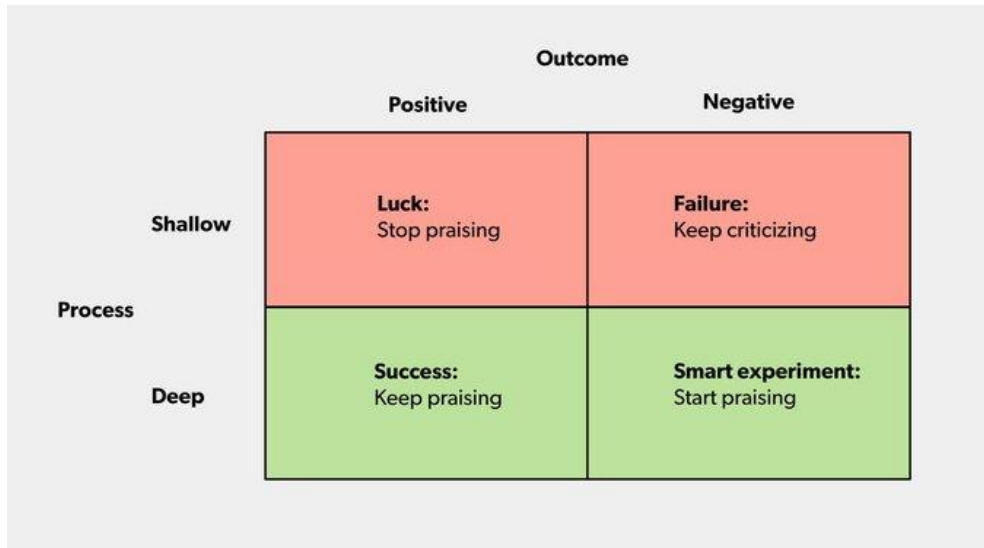 Outcome
Positive
Negative
Shallow
Luck:
Stop praising
Failure:
Keep criticizing
Process
Deep
Success:
Keep praising
Smart experiment:
Start praising